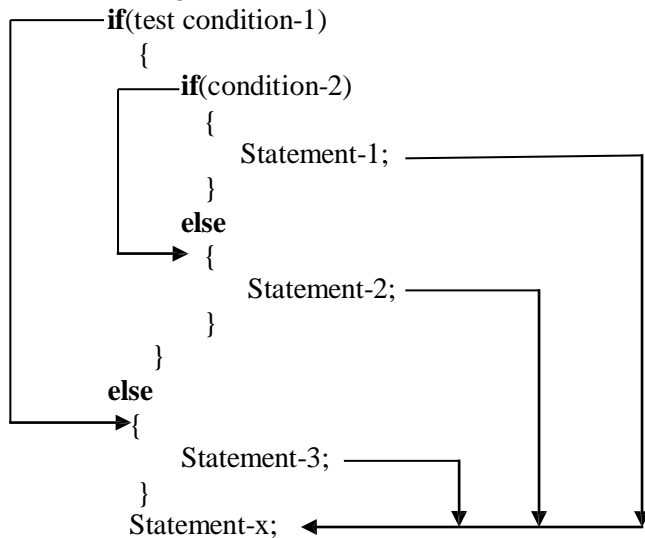 if(test condition-1)
{
if(condition-2)
{
Statement-1;
}
else
{
Statement-2;
}
}
else
{
Statement-3;
}
Statement-x;